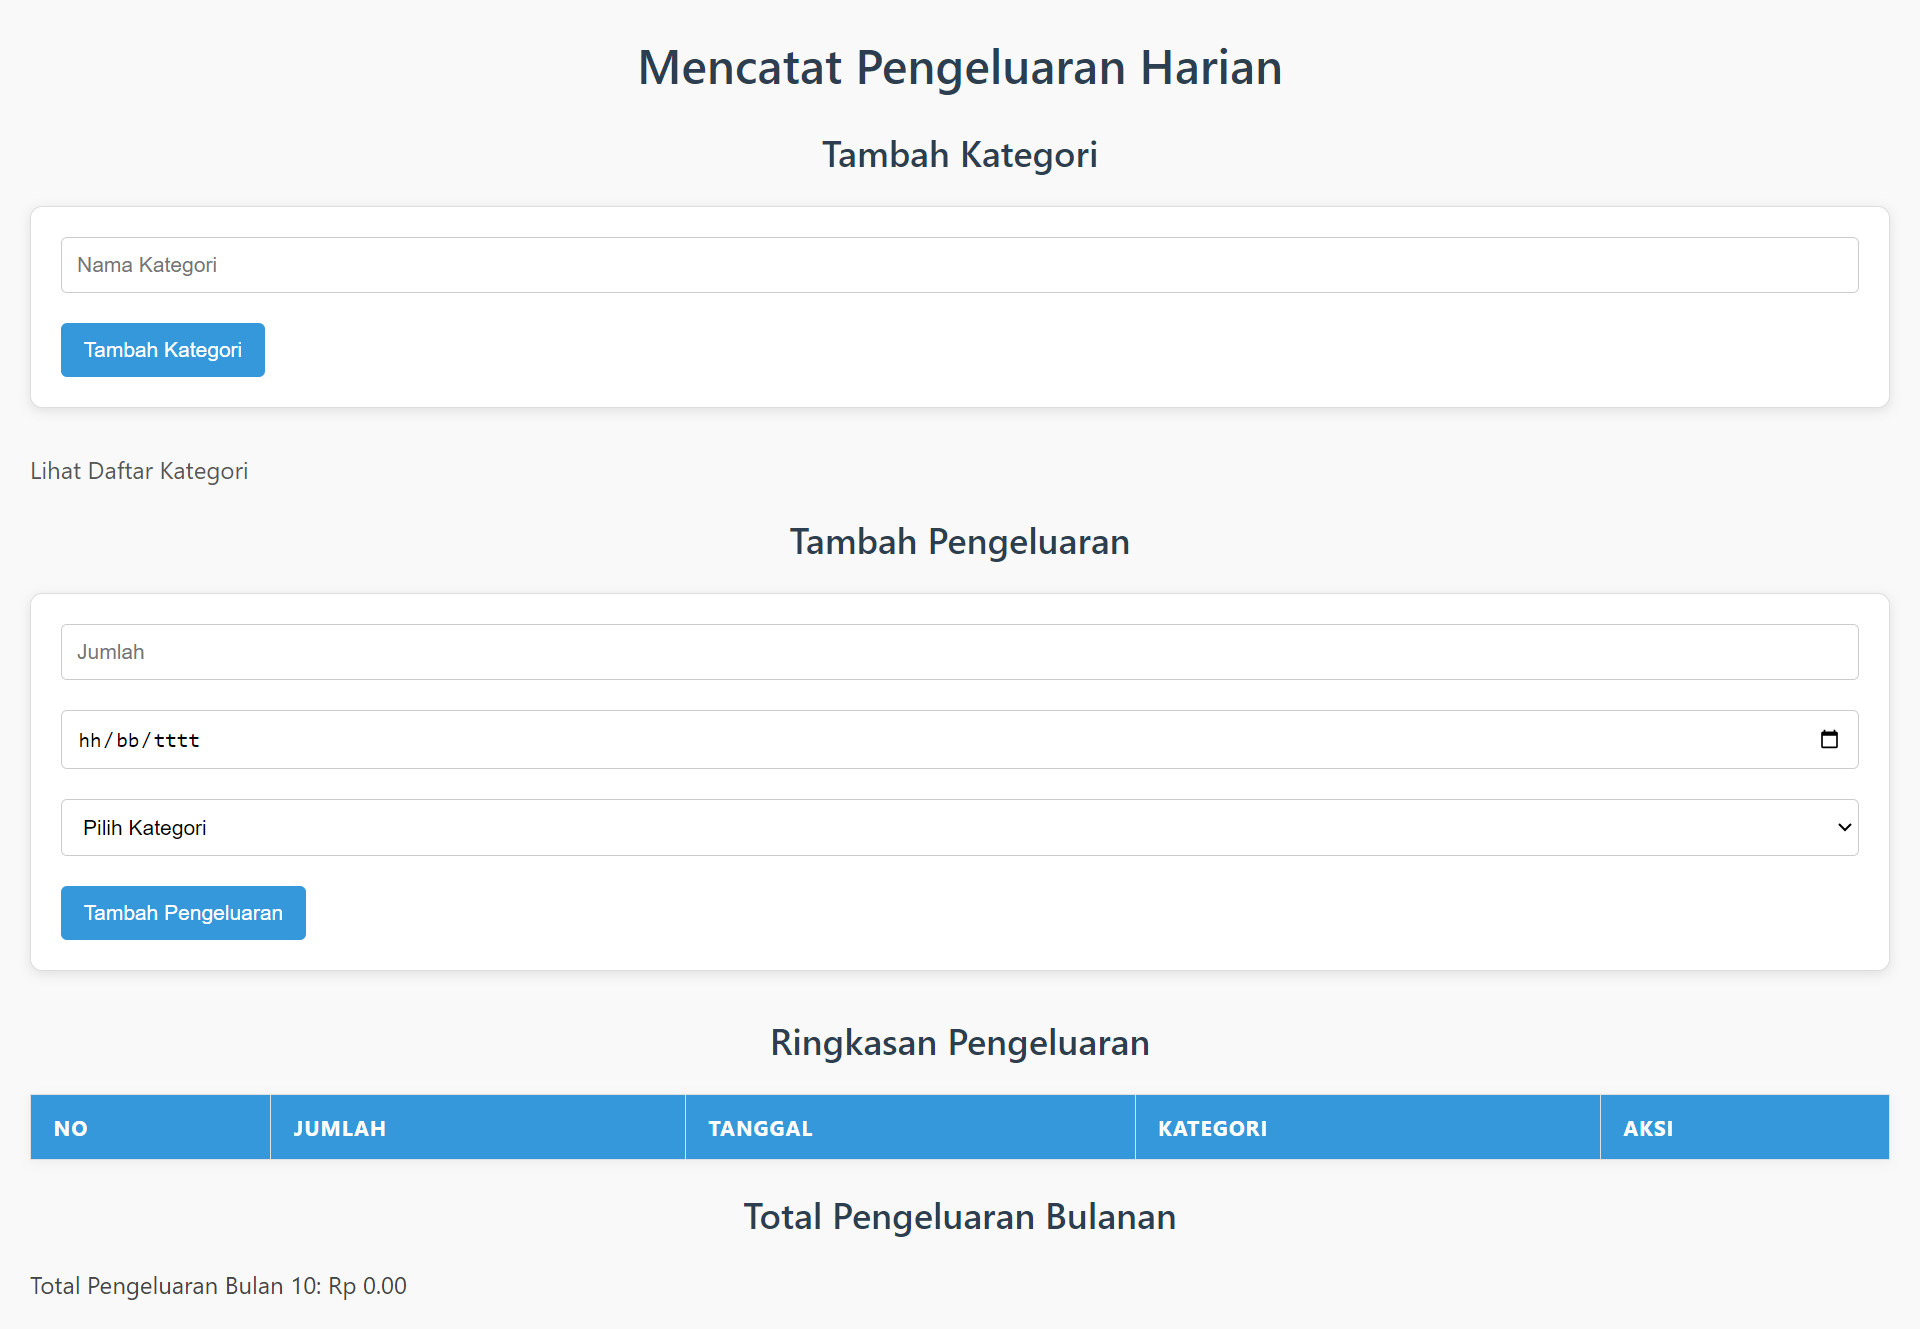 Mencatat Pengeluaran Harian
Tambah Kategori
Nama Kategori
Tambah Kategori
Lihat Daftar Kategori
Tambah Pengeluaran
Jumlah
hh/bb/tttt
Pilih Kategori
Tambah Pengeluaran
Ringkasan Pengeluaran
NO JUMLAH TANGGAL KATEGORI AKSI
Total Pengeluaran Bulanan
Total Pengeluaran Bulan 10: Rp 0.00